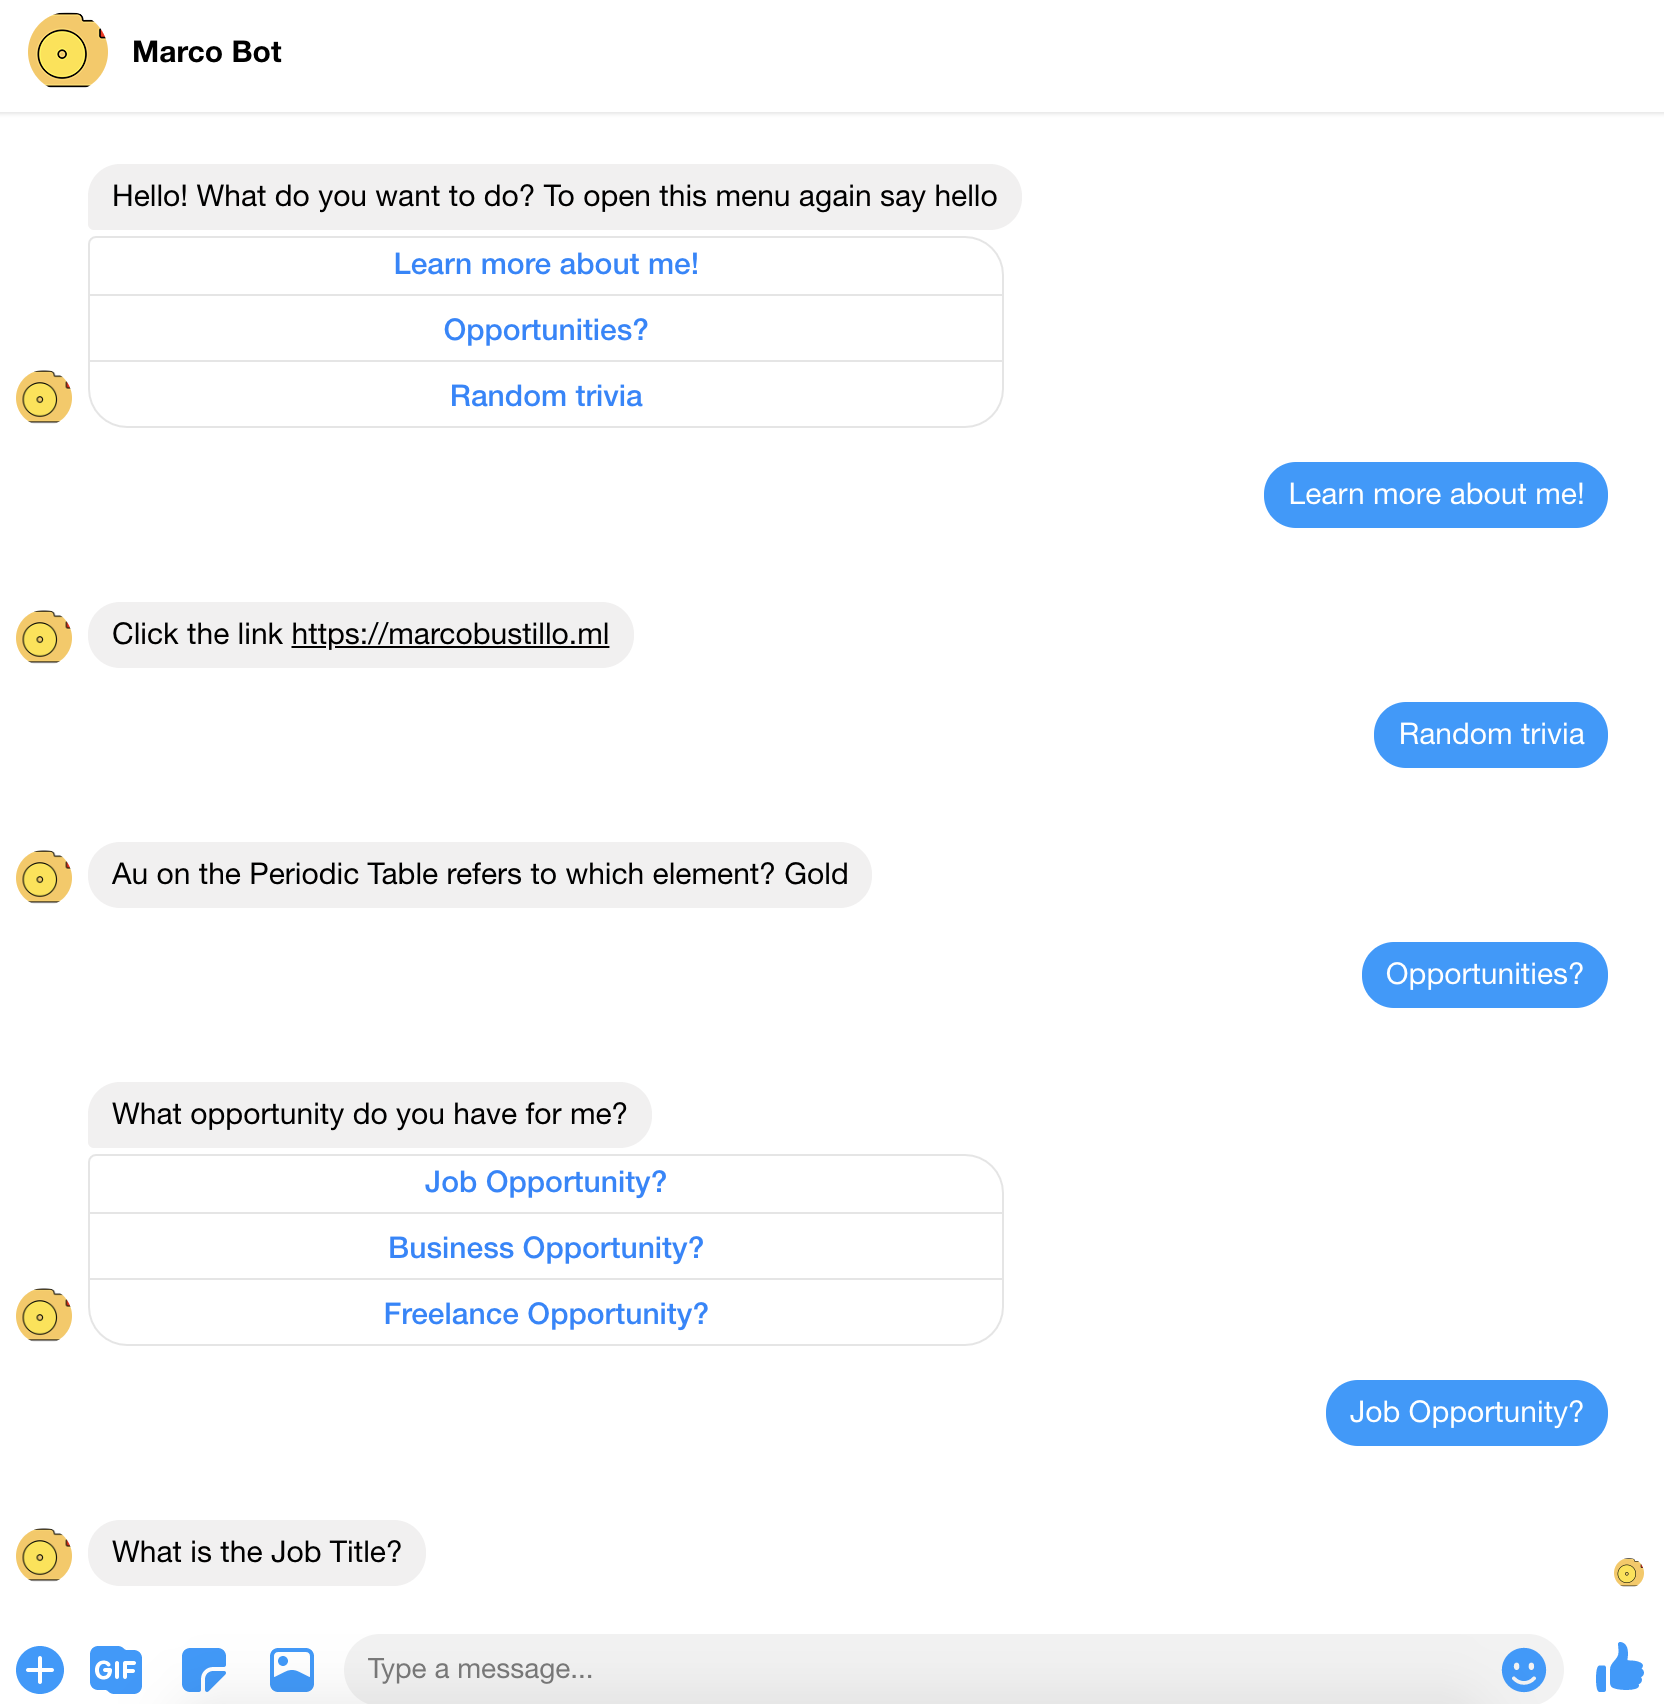 Marco Bot
Hello! What do you want to do? To open this menu again say hello
Learn more about me!
Opportunities?
Random trivia
Learn more about me!
Click the link https://marcobustillo.ml
Random trivia
Au on the Periodic Table refers to which element? Gold
Opportunities?
What opportunity do you have for me?
Job Opportunity?
Business Opportunity?
Freelance Opportunity?
Job Opportunity?
What is the Job Title?
GIF
Type a message...